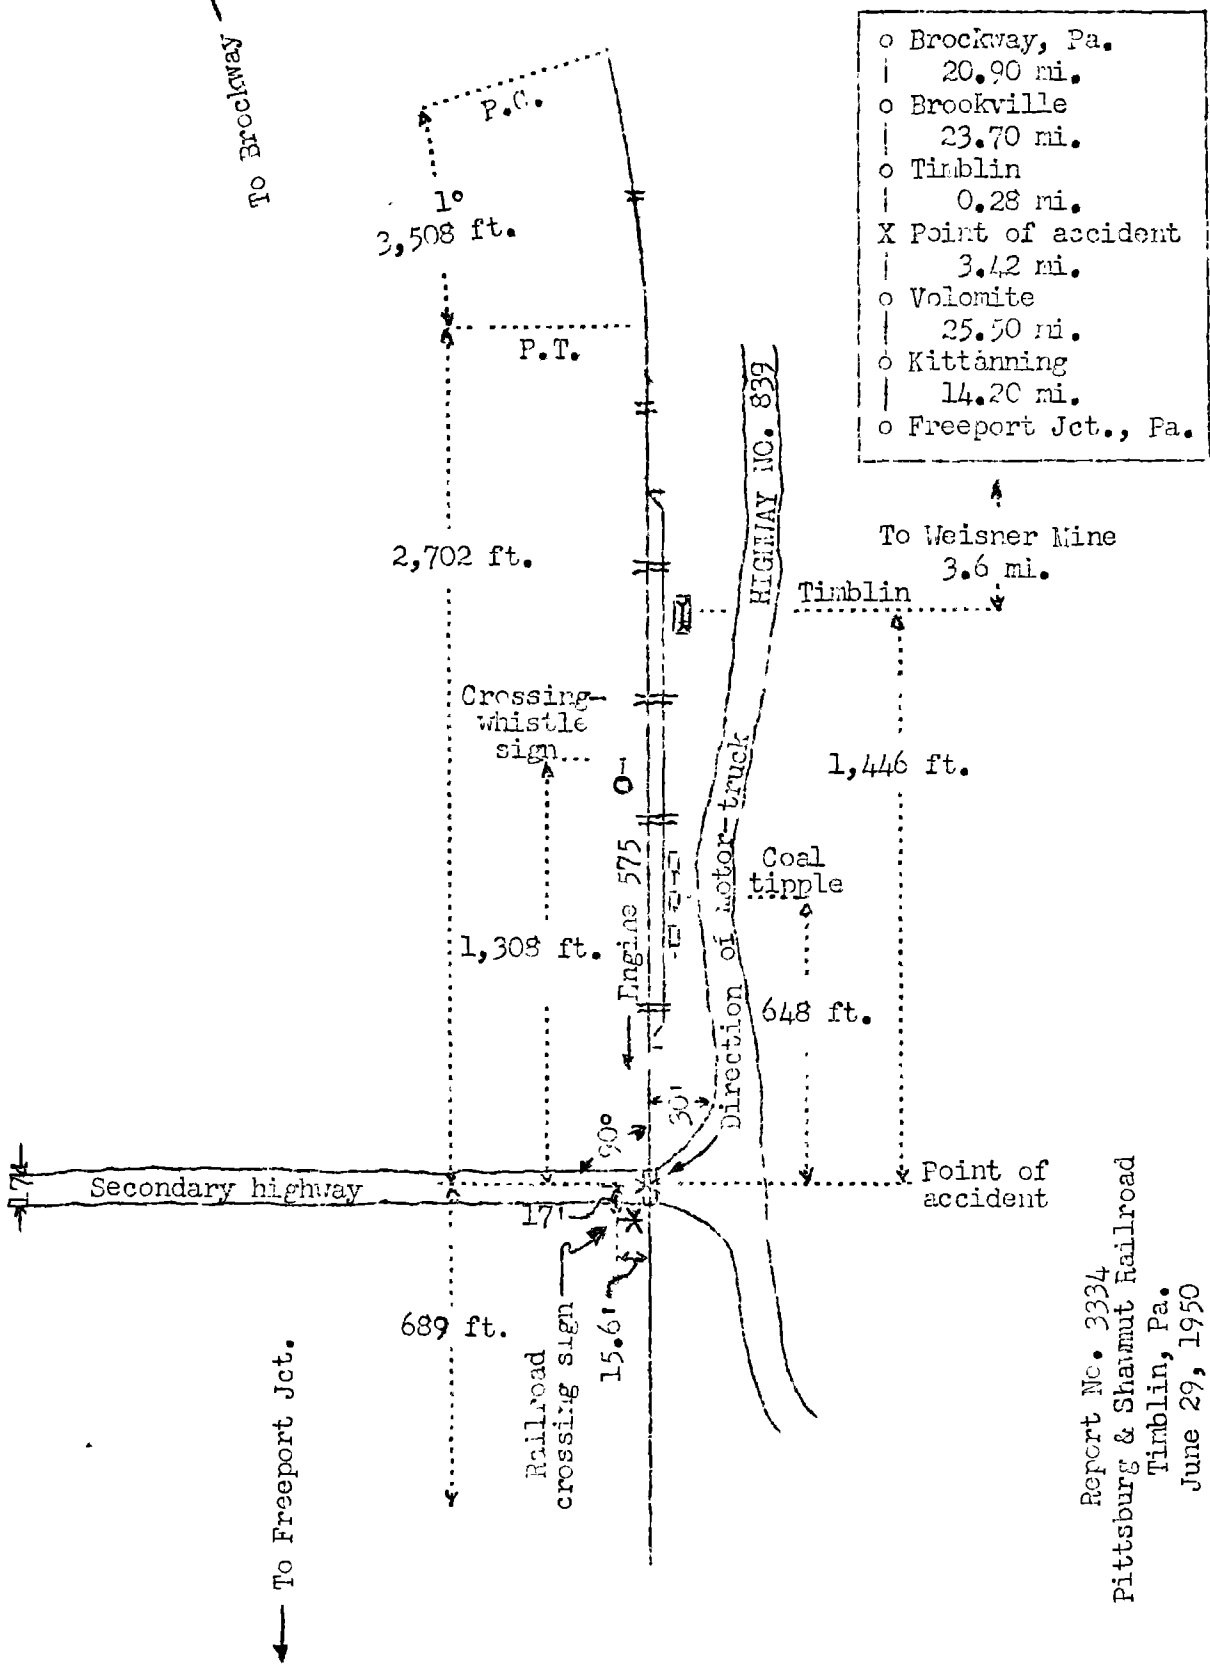 To Brockway
o Brockway, Pa.
20.90 mi.
o Brookville
23.70 mi.
o Timblin
0.28 mi.
X Point of accident
3.42 mi.
o Volomite
25.50 mi.
o Kittanning
14.20 mi.
o Freeport Jct., Pa.
P.C.
1°
3,508 ft.
P.T.
2,702 ft.
HIGHWAY NO. 839
To Weisner Mine
3.6 mi.
Timblin
Crossing-
whistle
sign
1,446 ft.
Engine 575
Coal
tipple
1,308 ft.
Direction of motor-truck
648 ft.
30'
90°
17'
Secondary highway
17'
Point of
accident
689 ft.
Railroad
crossing sign
15.6'
To Freeport Jct.
Report No. 3334
Pittsburg & Shawmut Railroad
Timblin, Pa.
June 29, 1950